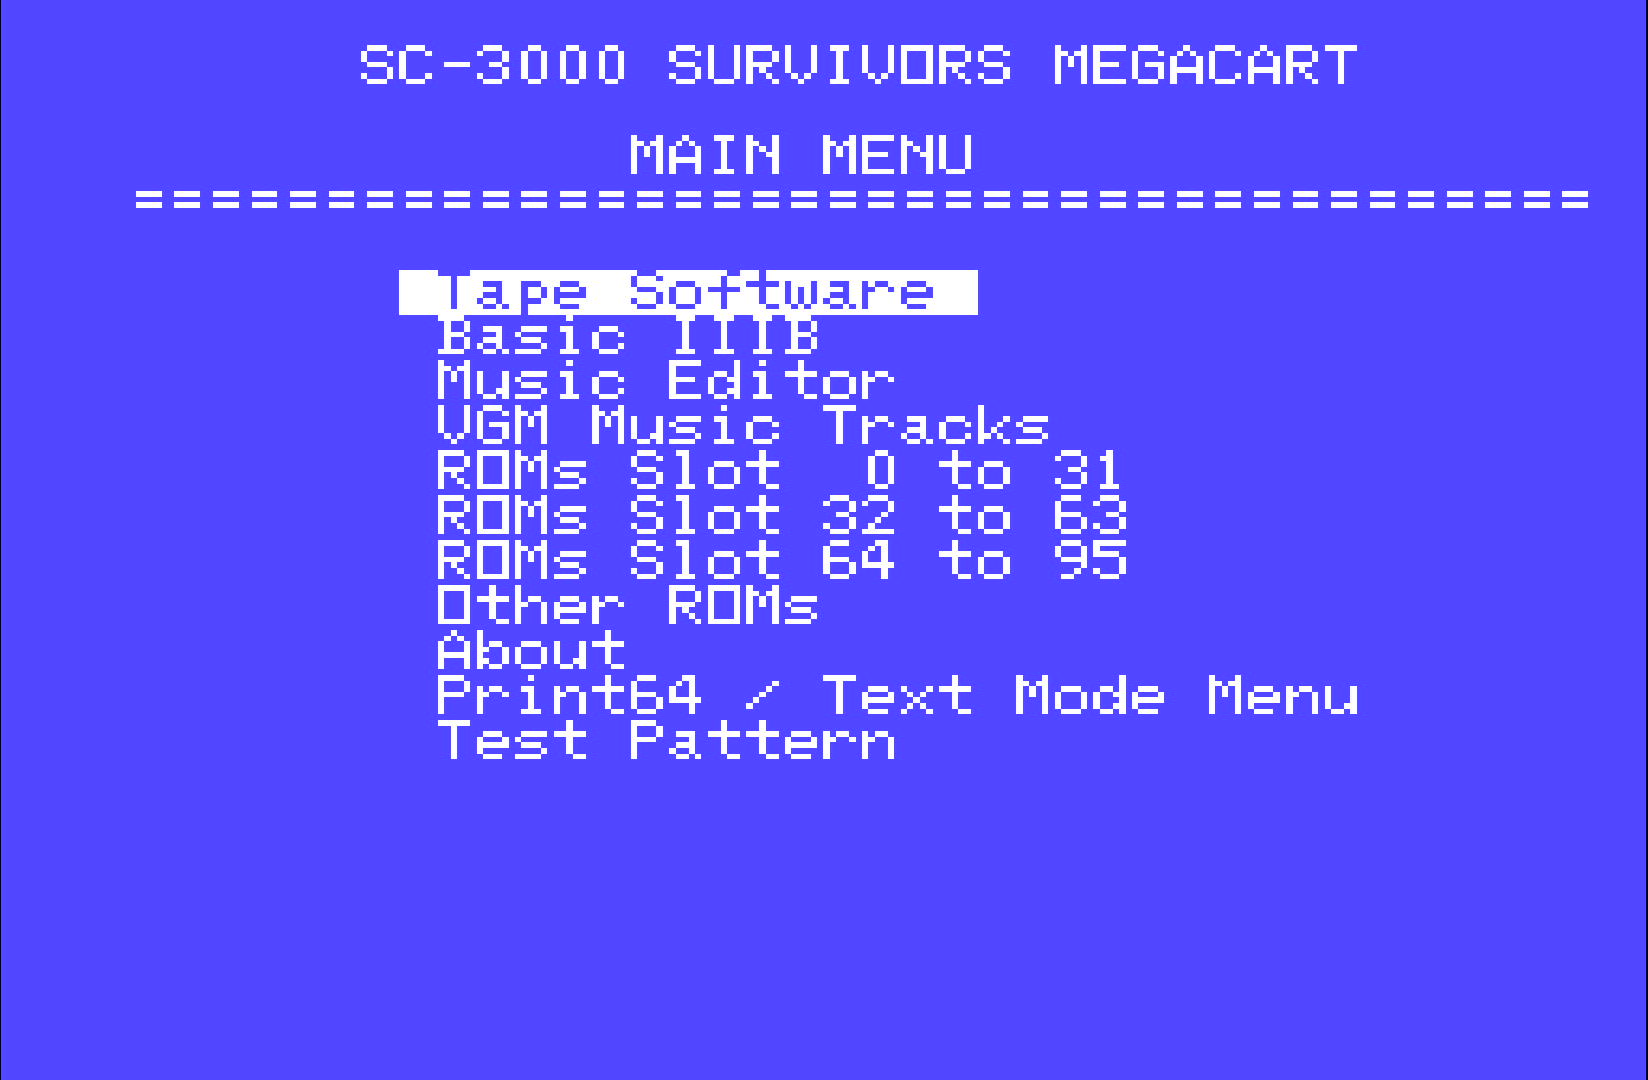 SC-3000 SURVIVORS MEGACART
MAIN MENU
======================================
Tape Software
Basic IIIB
Music Editor
VGM Music Tracks
ROMs Slot  0 to 31
ROMs Slot 32 to 63
ROMs Slot 64 to 95
Other ROMs
About
Print64 / Text Mode Menu
Test Pattern